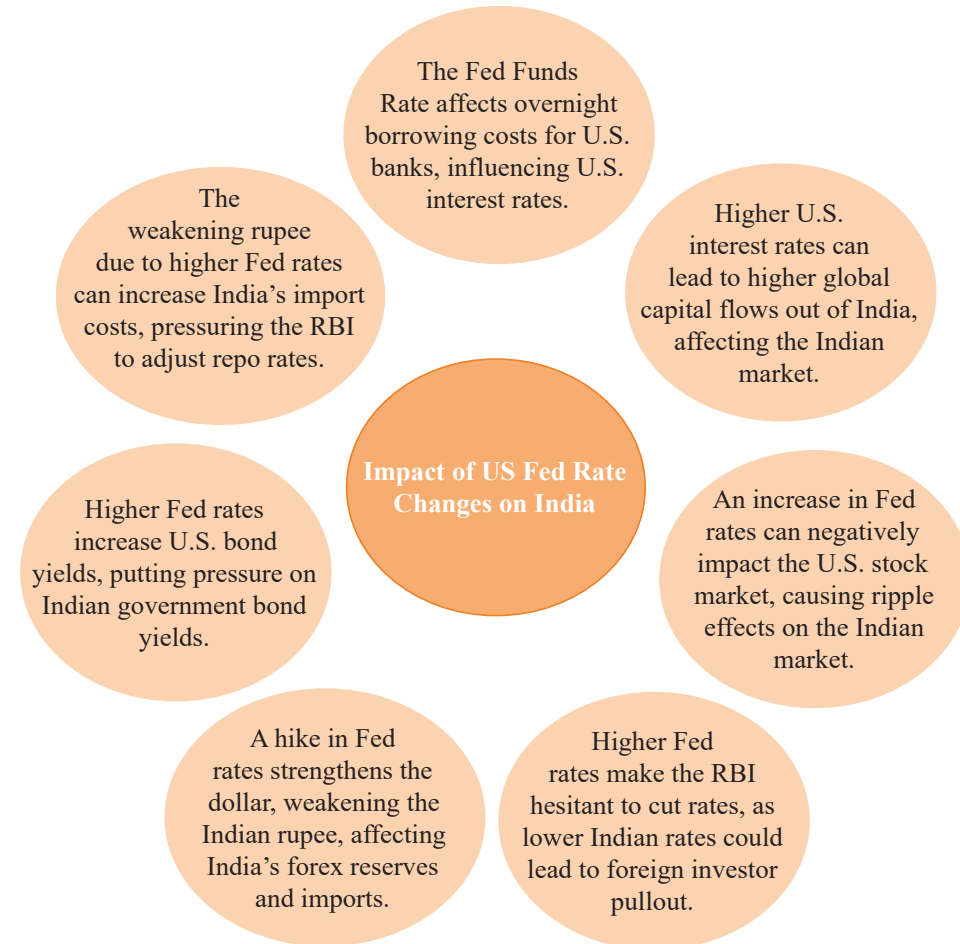 The Fed Funds
Rate affects overnight
borrowing costs for U.S.
banks, influencing U.S.
interest rates.
Higher U.S.
interest rates can
lead to higher global
capital flows out of India,
affecting the Indian
market.
An increase in Fed
rates can negatively
impact the U.S. stock
market, causing ripple
effects on the Indian
market.
Higher Fed
rates make the RBI
hesitant to cut rates, as
lower Indian rates could
lead to foreign investor
pullout.
A hike in Fed
rates strengthens the
dollar, weakening the
Indian rupee, affecting
India’s forex reserves
and imports.
Higher Fed rates
increase U.S. bond
yields, putting pressure on
Indian government bond
yields.
The
weakening rupee
due to higher Fed rates
can increase India’s import
costs, pressuring the RBI
to adjust repo rates.
Impact of US Fed Rate
Changes on India